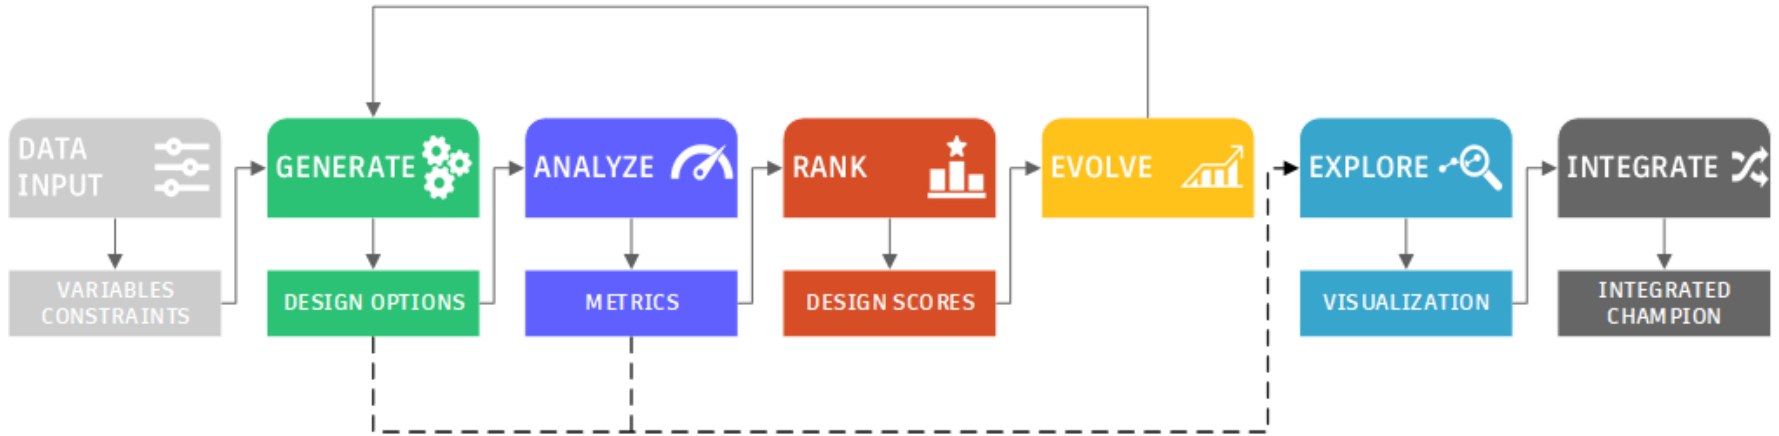 DATA
INPUT
GENERATE
ANALYZE
RANK
EVOLVE
EXPLORE
INTEGRATE
VARIABLES
CONSTRAINTS
DESIGN OPTIONS
METRICS
DESIGN SCORES
VISUALIZATION
INTEGRATED
CHAMPION